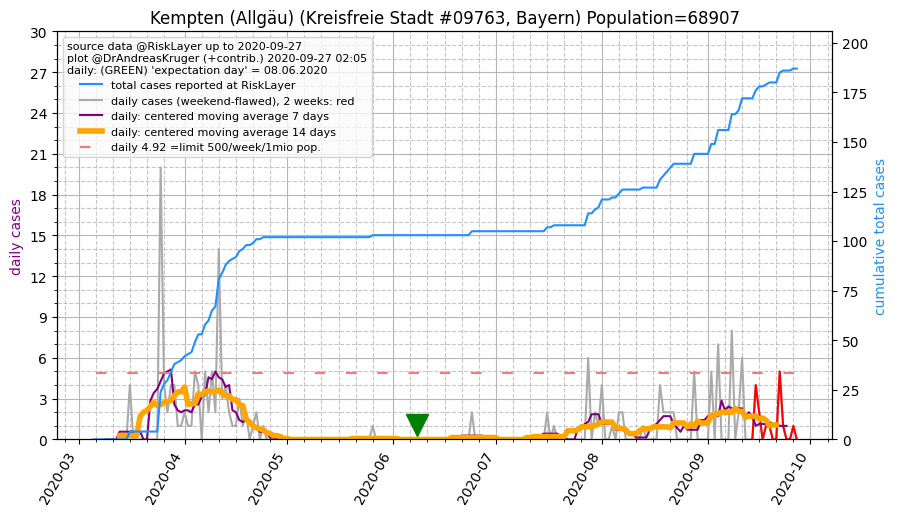 Kempten (Allgäu) (Kreisfreie Stadt #09763, Bayern) Population=68907
source data @RiskLayer up to 2020-09-27
plot @DrAndreasKruger (+contrib.) 2020-09-27 02:05
daily: (GREEN) 'expectation day' = 08.06.2020
total cases reported at RiskLayer
daily cases (weekend-flawed), 2 weeks: red
daily: centered moving average 7 days
daily: centered moving average 14 days
daily 4.92 =limit 500/week/1mio pop.
daily cases
30
27
24
21
18
15
12
9
6
3
0
cumulative total cases
200
175
150
125
100
75
50
25
0
2020-03
2020-04
2020-05
2020-06
2020-07
2020-08
2020-09
2020-10